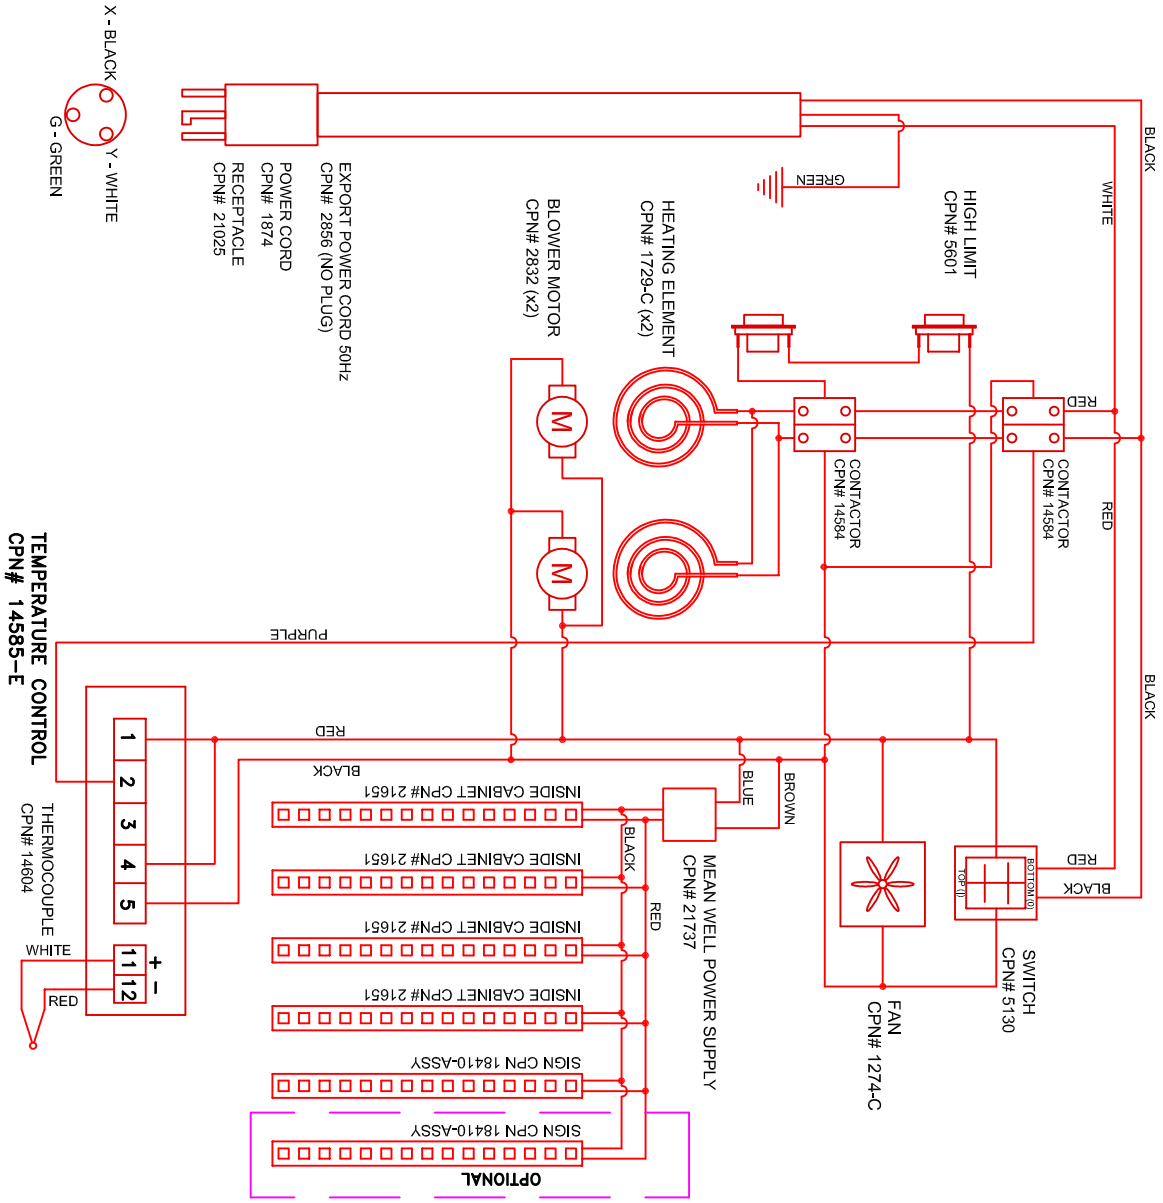 X - BLACK
Y - WHITE
G - GREEN
EXPORT POWER CORD 50Hz
CPN# 2856 (NO PLUG)
POWER CORD
CPN# 1874
RECEPTACLE
CPN# 21025
GREEN
BLACK
WHITE
HIGH LIMIT
CPN# 5601
HEATING ELEMENT
CPN# 1729-C (x2)
BLOWER MOTOR
CPN# 2832 (x2)
M
M
RED
CONTACTOR
CPN# 14584
CONTACTOR
CPN# 14584
RED
BLACK
PURPLE
RED
BLACK
BLUE
BROWN
TEMPERATURE CONTROL
CPN# 14585-E
1
2
3
4
5
11
12
+
-
THERMOCOUPLE
CPN# 14604
WHITE
RED
MEAN WELL POWER SUPPLY
CPN# 21737
BLACK
RED
INSIDE CABINET CPN# 21651
INSIDE CABINET CPN# 21651
INSIDE CABINET CPN# 21651
INSIDE CABINET CPN# 21651
SIGN CPN 18410-ASSY
SIGN CPN 18410-ASSY
OPTIONAL
RED
BLACK
BOTTOM (0)
TOP (|)
SWITCH
CPN# 5130
FAN
CPN# 1274-C